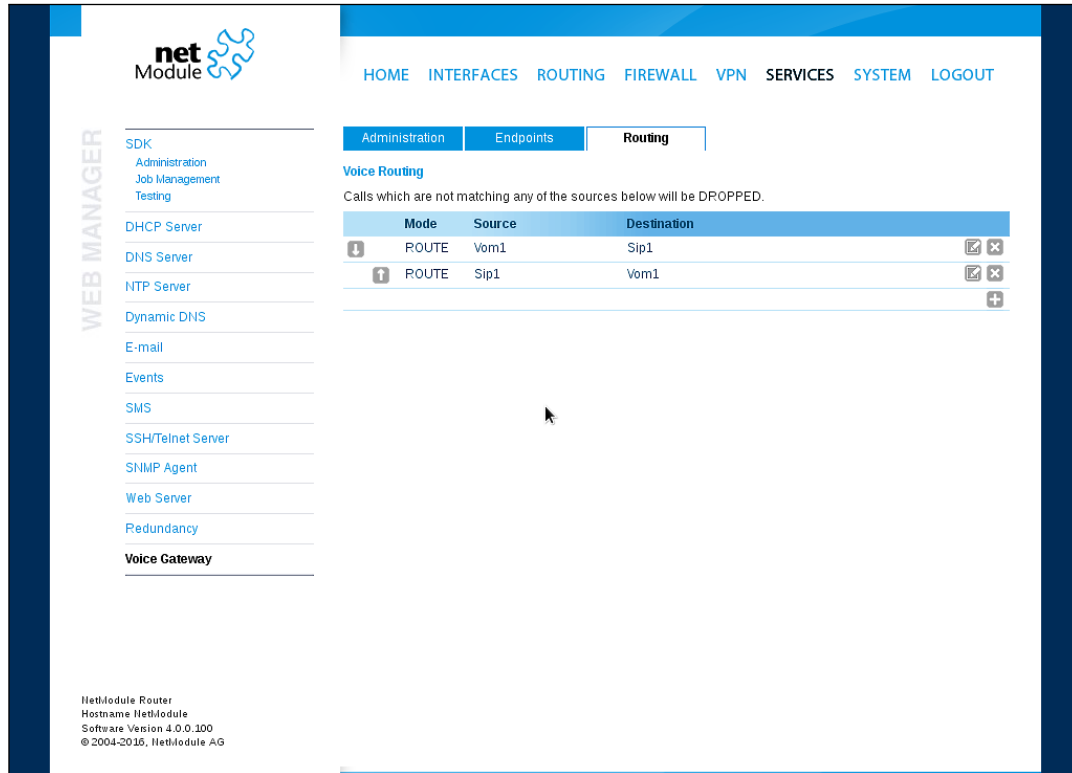 net
Module
HOME INTERFACES ROUTING FIREWALL VPN SERVICES SYSTEM LOGOUT
WEB MANAGER
SDK
Administration
Job Management
Testing
DHCP Server
DNS Server
NTP Server
Dynamic DNS
E-mail
Events
SMS
SSH/Telnet Server
SNMP Agent
Web Server
Redundancy
Voice Gateway
Administration Endpoints Routing
Voice Routing
Calls which are not matching any of the sources below will be DROPPED.
Mode Source Destination
ROUTE Vom1 Sip1
ROUTE Sip1 Vom1
NetModule Router
Hostname NetModule
Software Version 4.0.0.100
© 2004-2016, NetModule AG